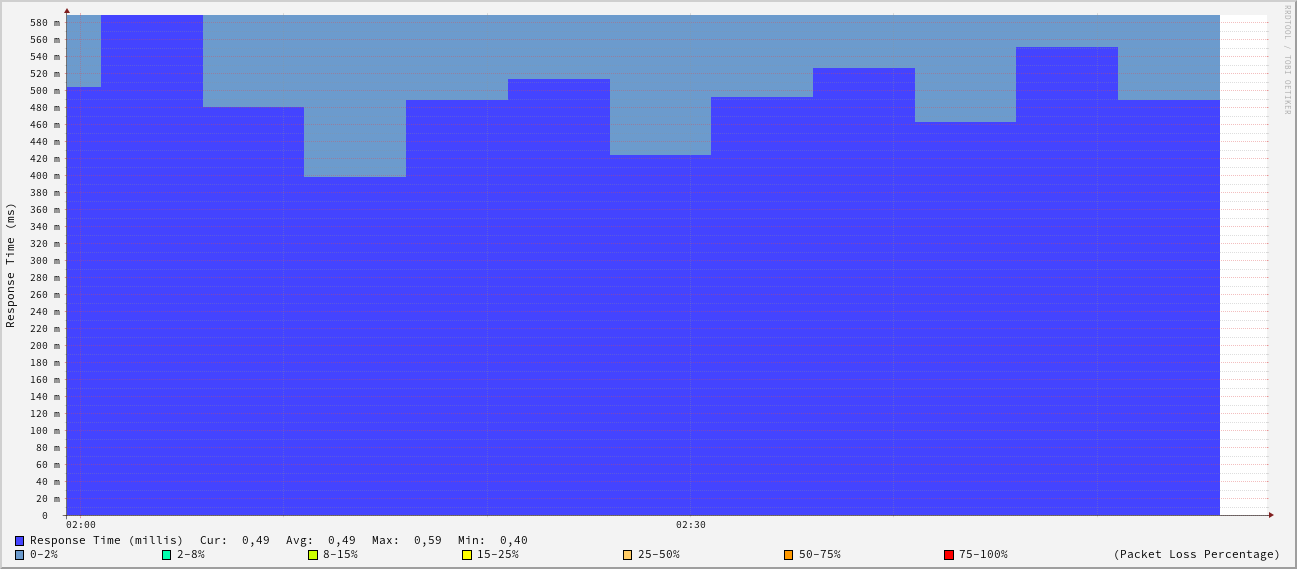 RRDTOOL / TOBI OETIKER
Response Time (ms)
580 m
560 m
540 m
520 m
500 m
480 m
460 m
440 m
420 m
400 m
380 m
360 m
340 m
320 m
300 m
280 m
260 m
240 m
220 m
200 m
180 m
160 m
140 m
120 m
100 m
80 m
60 m
40 m
20 m
0
02:00 02:30
Response Time (millis) Cur: 0,49 Avg: 0,49 Max: 0,59 Min: 0,40
0-2% 2-8% 8-15% 15-25% 25-50% 50-75% 75-100% (Packet Loss Percentage)